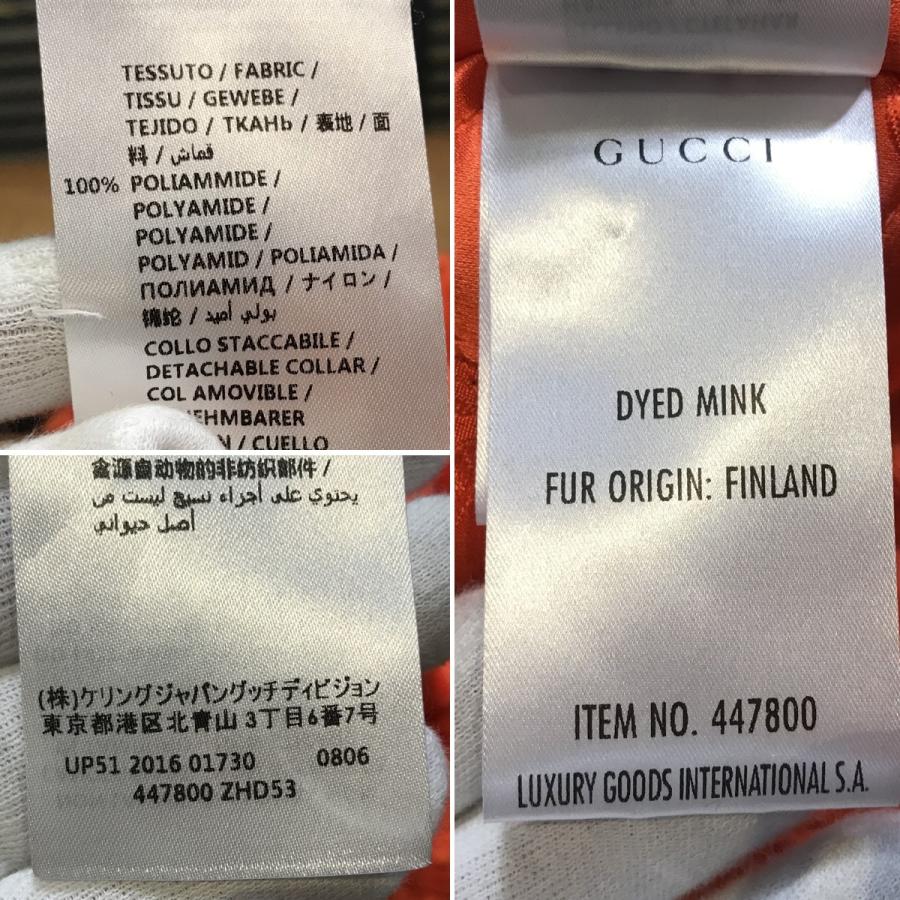 TESSUTO / FABRIC /
TISSU / GEWEBE /
TEJIDO / ТКАНЬ / 表地 / 面
料 / قماش /
100% POLIAMMIDE /
POLYAMIDE /
POLYAMIDE /
POLYAMID / POLIAMIDA /
ПОЛИАМИД / ナイロン /
锦纶 / بولي أميد /
COLLO STACCABILE /
DETACHABLE COLLAR /
COL AMOVIBLE /
/ CUELLO
含源自动物的非纺织部件 /
يحتوي على أجزاء نسيج ليست من
أصل حيواني
(株)ケリングジャパングッチディビジョン
東京都港区北青山 3丁目6番7号
UP51 2016 01730 0806
447800 ZHD53
GUCCI
DYED MINK
FUR ORIGIN: FINLAND
ITEM NO. 447800
LUXURY GOODS INTERNATIONAL S.A.